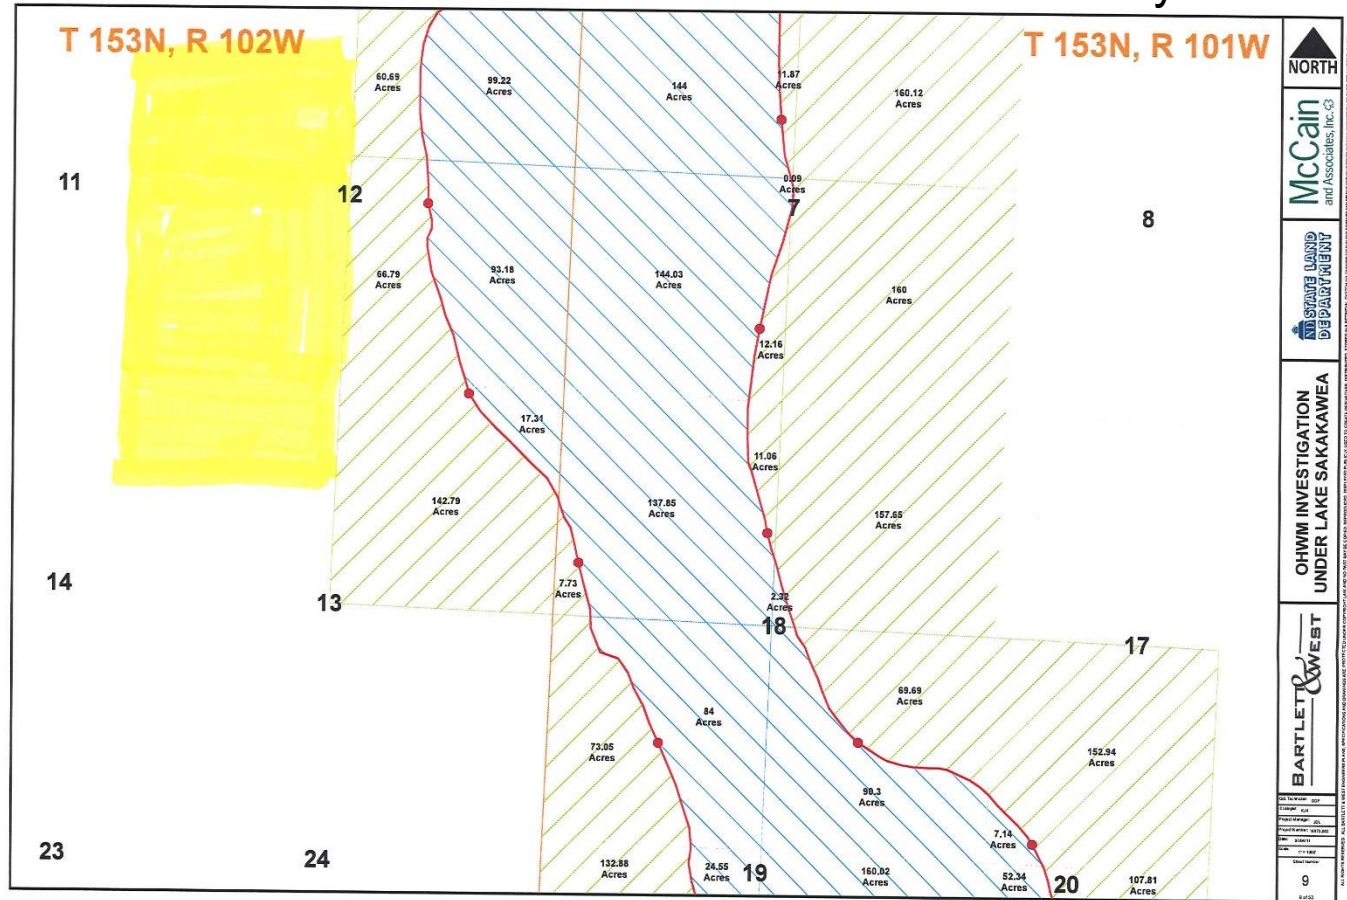 T 153N, R 102W
T 153N, R 101W
60.69
Acres
99.22
Acres
144
Acres
11.87
Acres
160.12
Acres
11
12
0.09
Acres
7
8
66.79
Acres
93.18
Acres
144.03
Acres
160
Acres
12.16
Acres
17.31
Acres
11.06
Acres
142.79
Acres
137.85
Acres
157.65
Acres
14
13
7.73
Acres
2.32
Acres
18
17
69.69
Acres
84
Acres
73.05
Acres
152.94
Acres
90.3
Acres
7.14
Acres
23
24
132.88
Acres
24.55
Acres
19
160.02
Acres
52.34
Acres
20
107.81
Acres
NORTH
McCain
and Associates, Inc.
ND STATE LAND
DEPARTMENT
OHWM INVESTIGATION
UNDER LAKE SAKAKAWEA
BARTLETT & WEST
Sheet Number
9